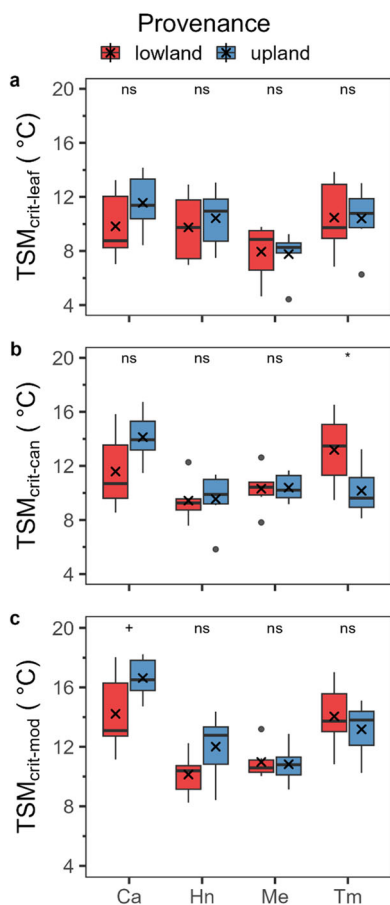 Provenance
lowland upland
a
ns ns ns ns
TSMcrit-leaf ( °C)
20
16
12
8
4
b
ns ns ns *
TSMcrit-can ( °C)
20
16
12
8
4
c
+ ns ns ns
TSMcrit-mod ( °C)
20
16
12
8
4
Ca Hn Me Tm